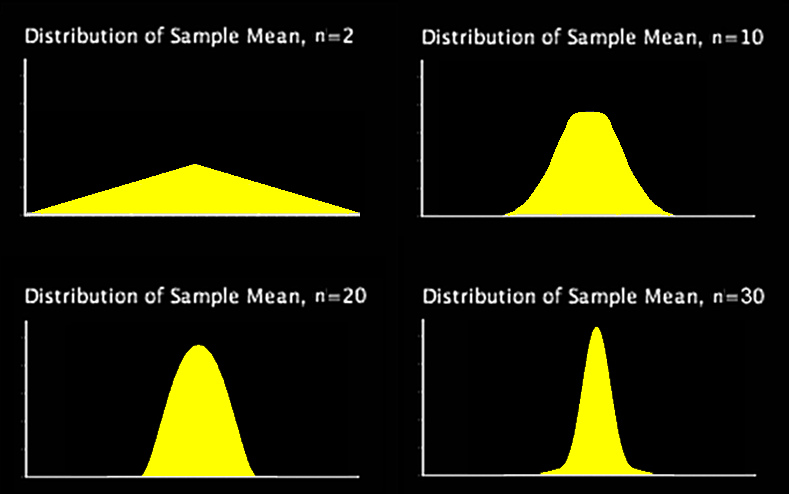 Distribution of Sample Mean, n=2
Distribution of Sample Mean, n=10
Distribution of Sample Mean, n=20
Distribution of Sample Mean, n=30